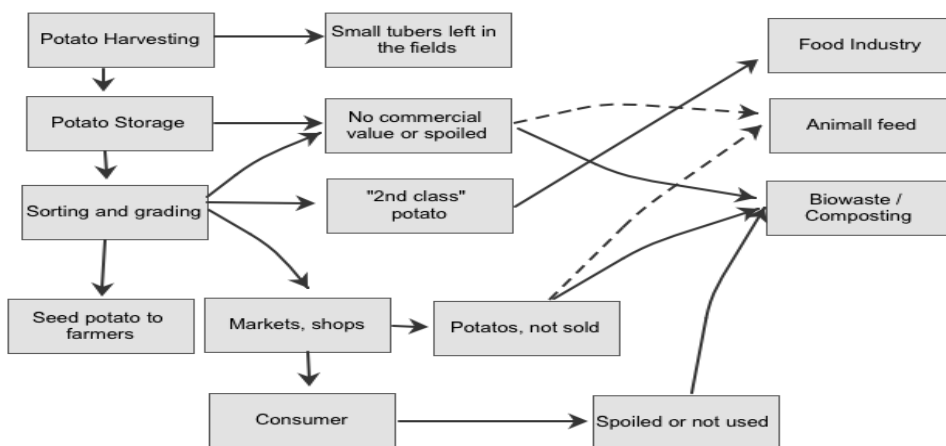 Potato Harvesting
Small tubers left in
the fields
Food Industry
Potato Storage
No commercial
value or spoiled
Animall feed
Sorting and grading
"2nd class"
potato
Biowaste /
Composting
Seed potato to
farmers
Markets, shops
Potatos, not sold
Consumer
Spoiled or not used